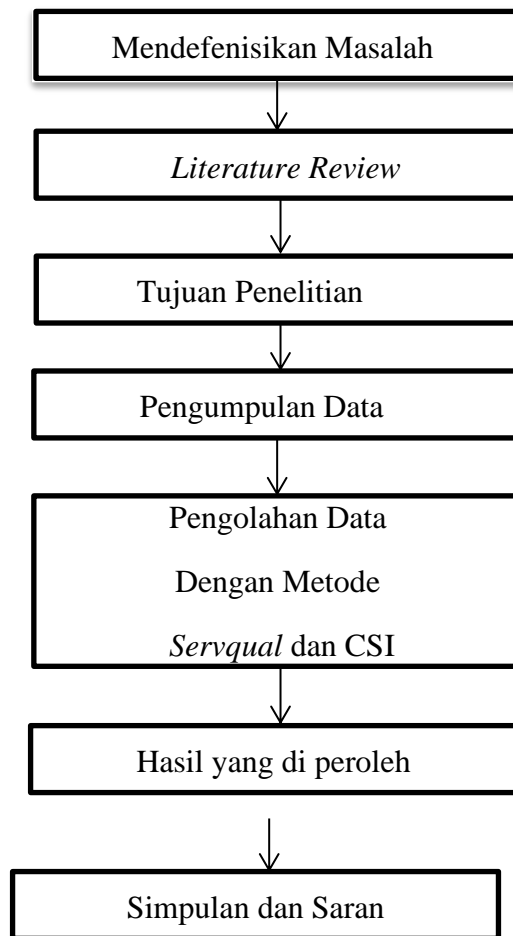 Mendefenisikan Masalah
Literature Review
Tujuan Penelitian
Pengumpulan Data
Pengolahan Data
Dengan Metode
Servqual dan CSI
Hasil yang di peroleh
Simpulan dan Saran